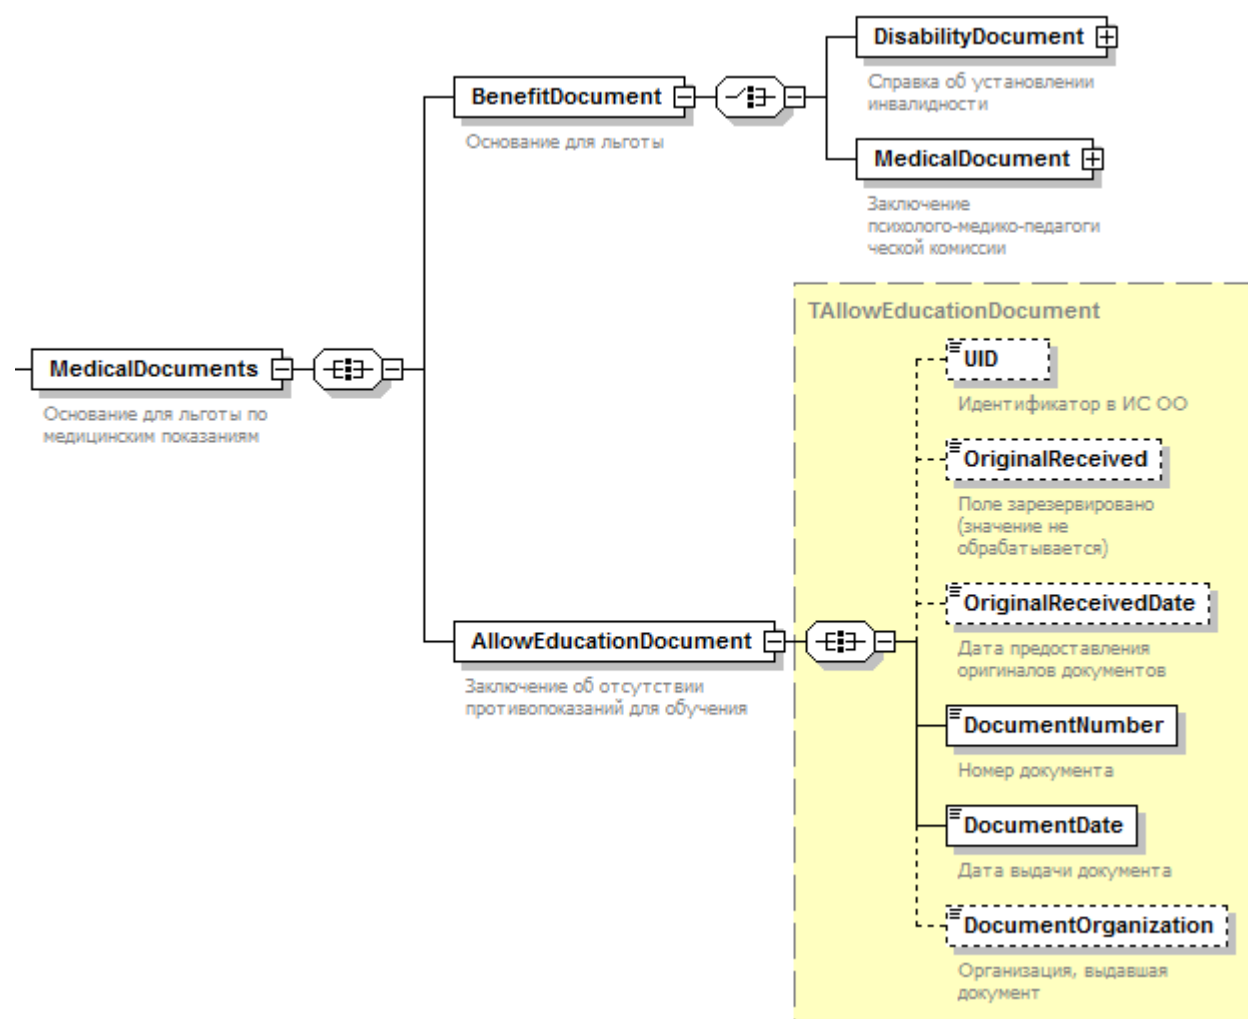 DisabilityDocument
Справка об установлении
инвалидности
BenefitDocument
Основание для льготы
MedicalDocument
Заключение
психолого-медико-педагоги
ческой комиссии
MedicalDocuments
Основание для льготы по
медицинским показаниям
TAllowEducationDocument
UID
Идентификатор в ИС ОО
OriginalReceived
Поле зарезервировано
(значение не
обрабатывается)
OriginalReceivedDate
Дата предоставления
оригиналов документов
AllowEducationDocument
Заключение об отсутствии
противопоказаний для обучения
DocumentNumber
Номер документа
DocumentDate
Дата выдачи документа
DocumentOrganization
Организация, выдавшая
документ